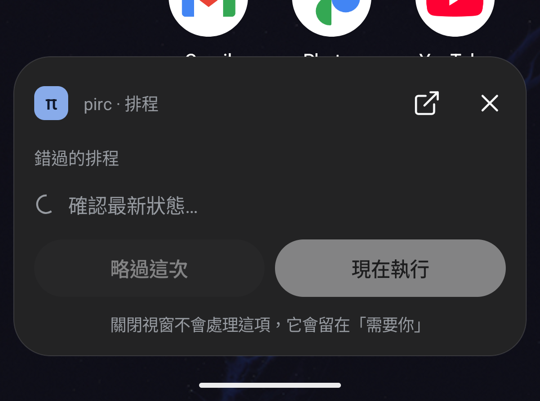 π
pirc · 排程
錯過的排程
確認最新狀態...
略過這次
現在執行
關閉視窗不會處理這項，它會留在「需要你」